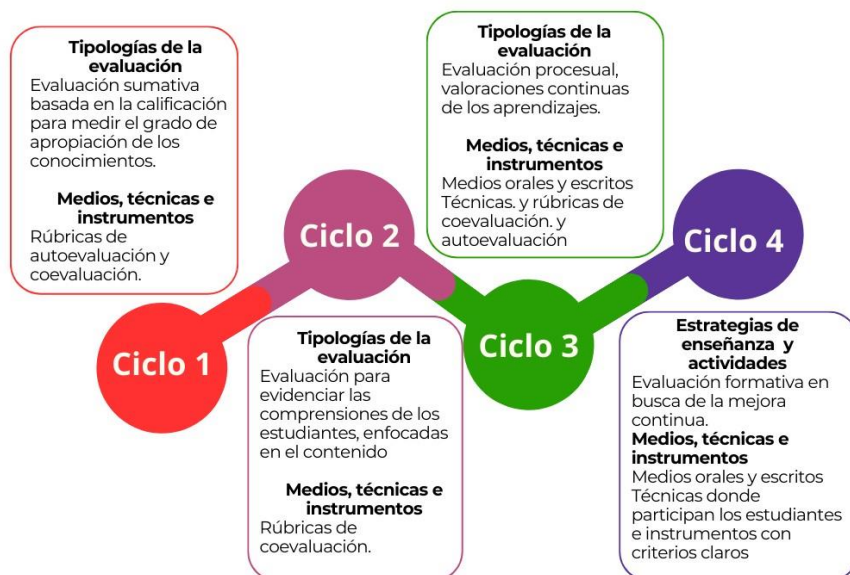 Tipologías de la
evaluación
Evaluación sumativa
basada en la calificación
para medir el grado de
apropiación de los
conocimientos.
Medios, técnicas e
instrumentos
Rúbricas de
autoevaluación y
coevaluación.
Ciclo 1
Ciclo 2
Tipologías de la
evaluación
Evaluación para
evidenciar las
comprensiones de los
estudiantes, enfocadas
en el contenido
Medios, técnicas e
instrumentos
Rúbricas de
coevaluación.
Tipologías de la
evaluación
Evaluación procesual,
valoraciones continuas
de los aprendizajes.
Medios, técnicas e
instrumentos
Medios orales y escritos
Técnicas. y rúbricas de
coevaluación. y
autoevaluación
Ciclo 3
Ciclo 4
Estrategias de
enseñanza y
actividades
Evaluación formativa en
busca de la mejora
continua.
Medios, técnicas e
instrumentos
Medios orales y escritos
Técnicas donde
participan los estudiantes
e instrumentos con
criterios claros